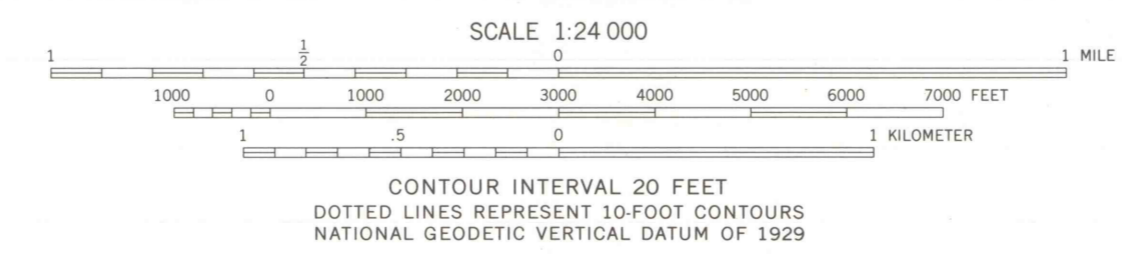 SCALE 1:24 000
1 1/2 0 1 MILE
1000 0 1000 2000 3000 4000 5000 6000 7000 FEET
1 .5 0 1 KILOMETER
CONTOUR INTERVAL 20 FEET
DOTTED LINES REPRESENT 10-FOOT CONTOURS
NATIONAL GEODETIC VERTICAL DATUM OF 1929